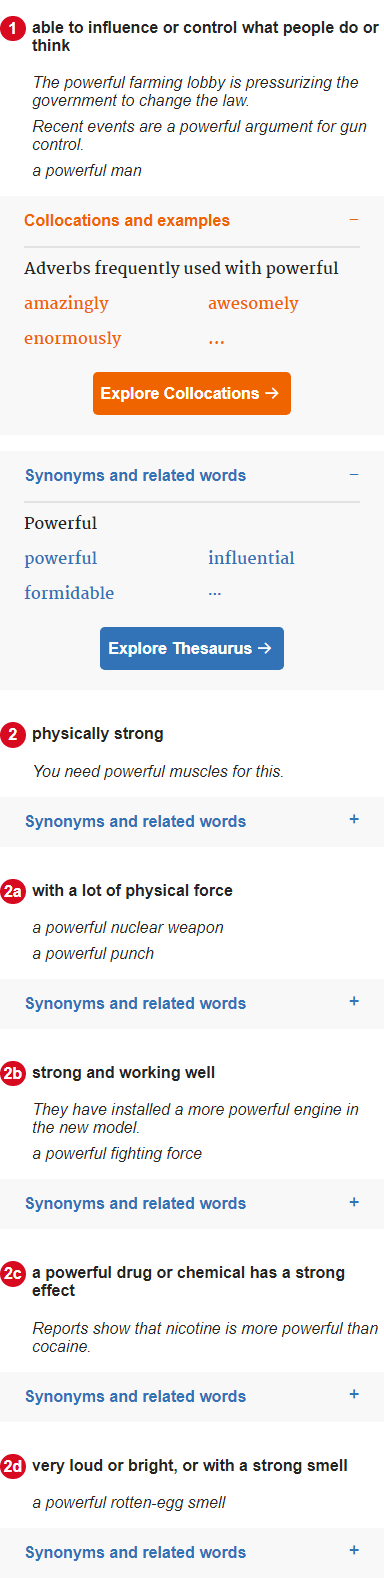 1 able to influence or control what people do or
think
The powerful farming lobby is pressurizing the
government to change the law.
Recent events are a powerful argument for gun
control.
a powerful man
Collocations and examples −
Adverbs frequently used with powerful
amazingly awesomely
enormously ...
Explore Collocations →
Synonyms and related words −
Powerful
powerful influential
formidable ...
Explore Thesaurus →
2 physically strong
You need powerful muscles for this.
Synonyms and related words +
2a with a lot of physical force
a powerful nuclear weapon
a powerful punch
Synonyms and related words +
2b strong and working well
They have installed a more powerful engine in
the new model.
a powerful fighting force
Synonyms and related words +
2c a powerful drug or chemical has a strong
effect
Reports show that nicotine is more powerful than
cocaine.
Synonyms and related words +
2d very loud or bright, or with a strong smell
a powerful rotten-egg smell
Synonyms and related words +